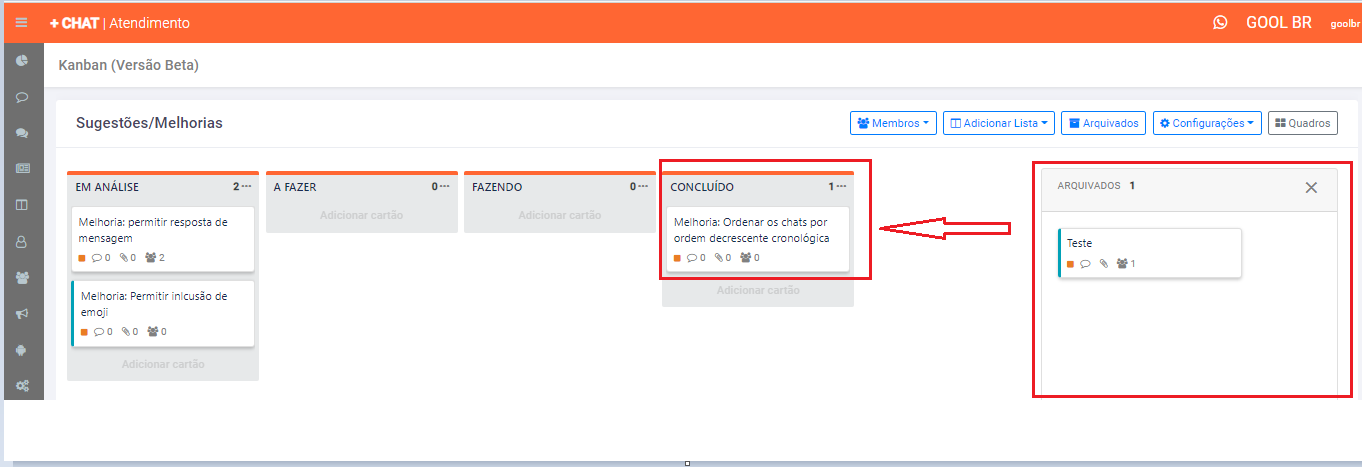 + CHAT | Atendimento
GOOL BR
goolbr
Kanban (Versão Beta)
Sugestões/Melhorias
Membros
Adicionar Lista
Arquivados
Configurações
Quadros
EM ANÁLISE 2
Melhoria: permitir resposta de
mensagem
0 0 2
Melhoria: Permitir inlcusão de
emoji
0 0 0
Adicionar cartão
A FAZER 0
Adicionar cartão
FAZENDO 0
Adicionar cartão
CONCLUÍDO 1
Melhoria: Ordenar os chats por
ordem decrescente cronológica
0 0 0
Adicionar cartão
ARQUIVADOS 1
Teste
1